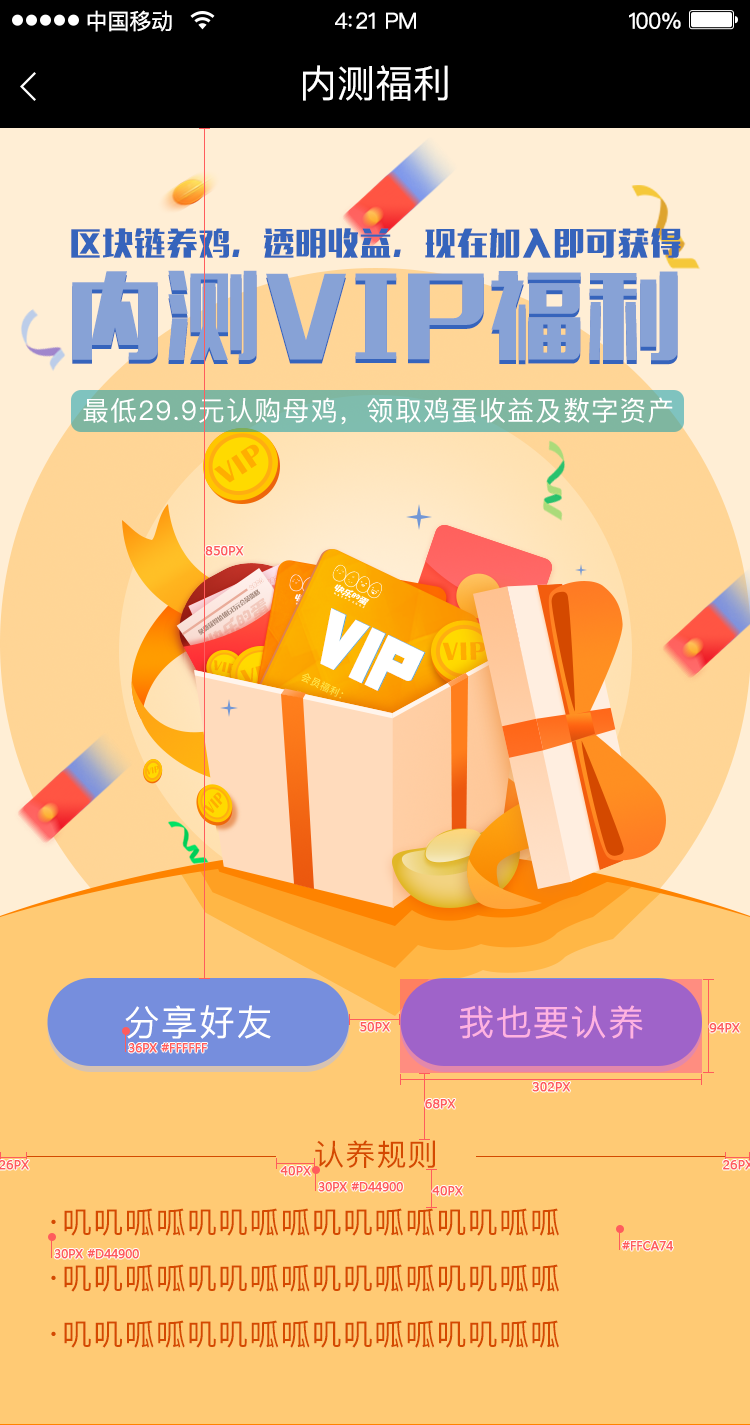 中国移动 4:21 PM 100%
内测福利
区块链养鸡，透明收益，现在加入即可获得
内测VIP福利
最低29.9元认购母鸡，领取鸡蛋收益及数字资产
VIP
850PX
快乐的蛋
VIP
VIP
会员福利：
VIP
VIP
分享好友
我也要认养
50PX
94PX
36PX #FFFFFF
302PX
68PX
认养规则
26PX
40PX
26PX
30PX #D44900
40PX
· 叽叽呱呱叽叽呱呱叽叽呱呱叽叽呱呱
30PX #D44900
#FFCA74
· 叽叽呱呱叽叽呱呱叽叽呱呱叽叽呱呱
· 叽叽呱呱叽叽呱呱叽叽呱呱叽叽呱呱